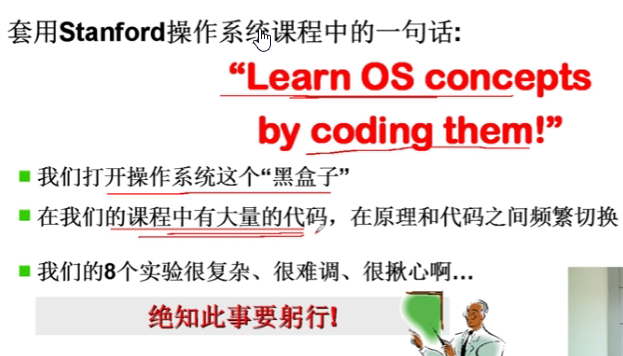 套用Stanford操作系统课程中的一句话:
“Learn OS concepts
by coding them!”
我们打开操作系统这个“黑盒子”
在我们的课程中有大量的代码，在原理和代码之间频繁切换
我们的8个实验很复杂、很难调、很揪心啊…
绝知此事要躬行!